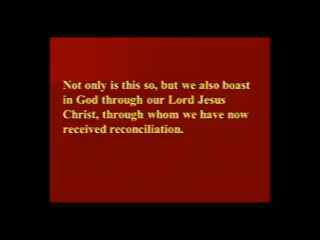 Not only is this so, but we also boast
in God through our Lord Jesus
Christ, through whom we have now
received reconciliation.